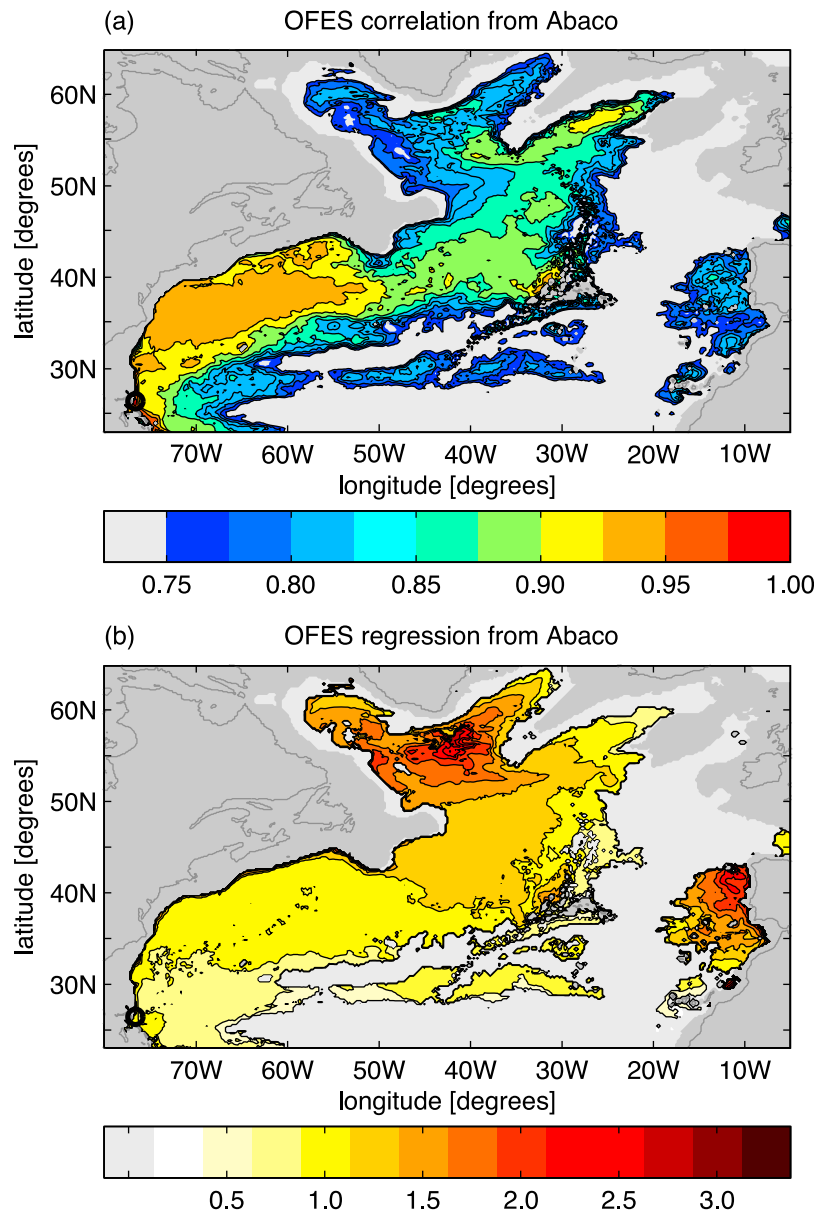 (a) OFES correlation from Abaco
60N
50N
40N
30N
latitude [degrees]
70W 60W 50W 40W 30W 20W 10W
longitude [degrees]
0.75 0.80 0.85 0.90 0.95 1.00
(b) OFES regression from Abaco
60N
50N
40N
30N
latitude [degrees]
70W 60W 50W 40W 30W 20W 10W
longitude [degrees]
0.5 1.0 1.5 2.0 2.5 3.0